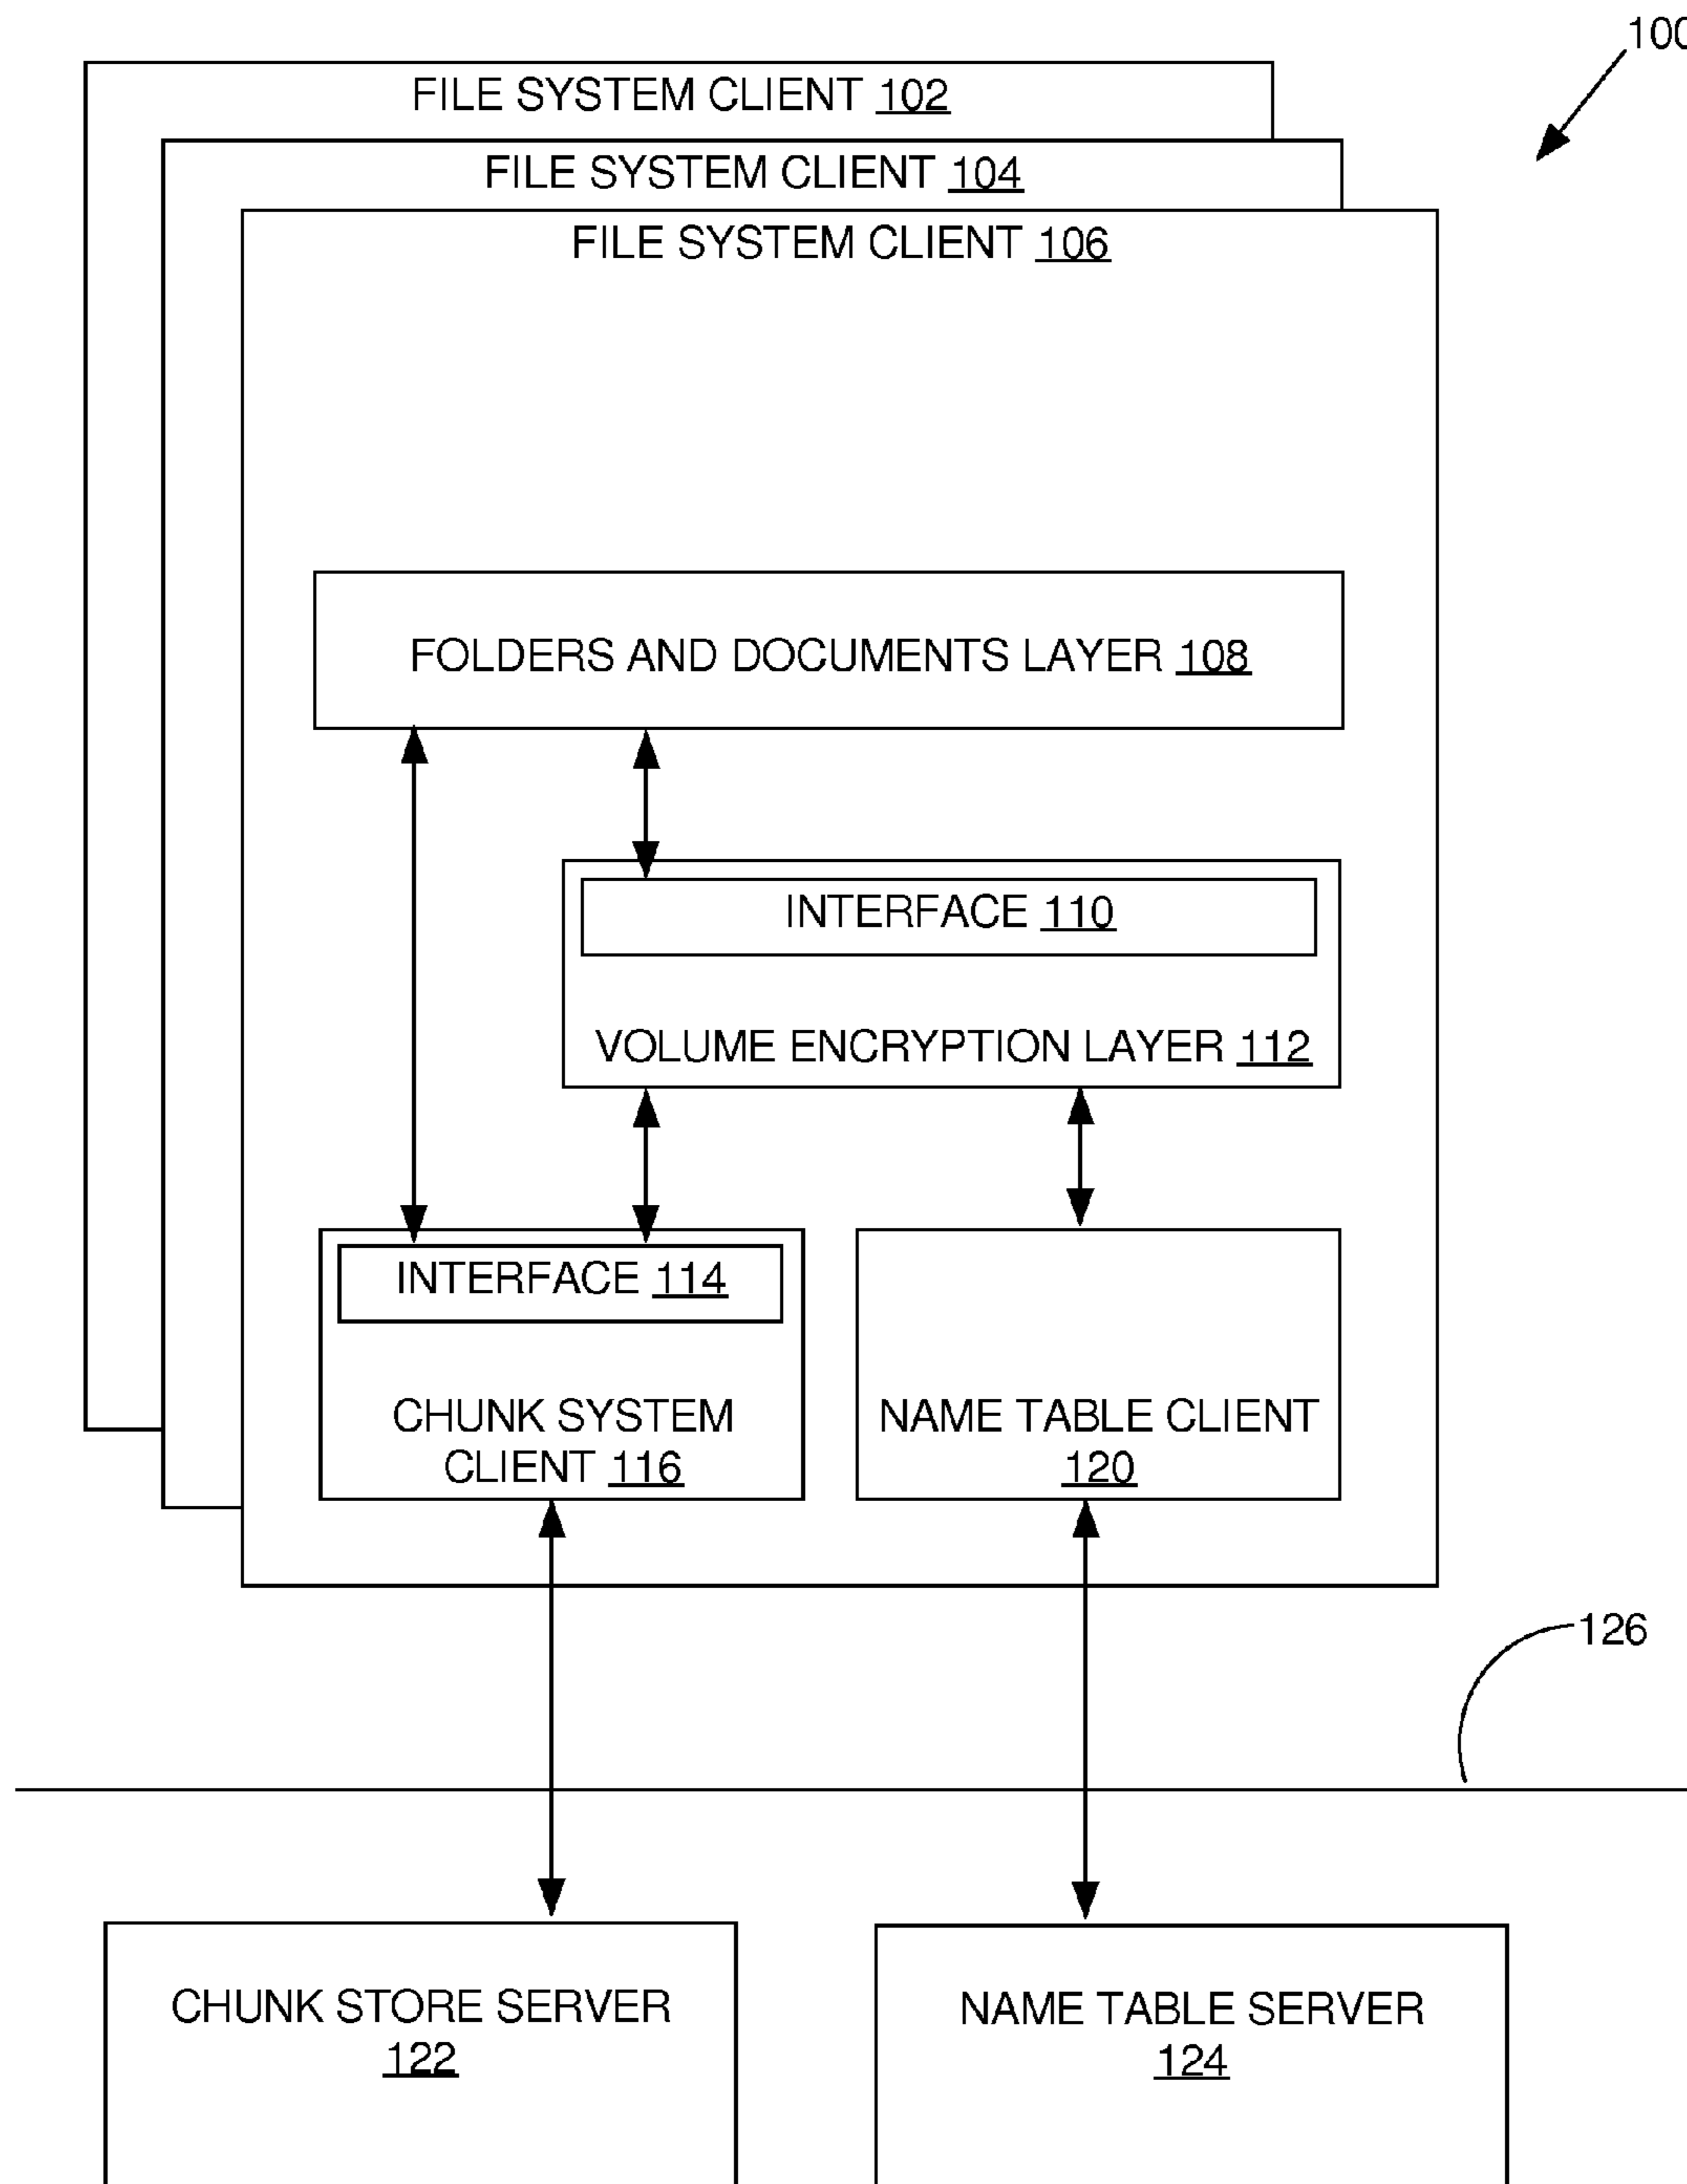 100
FILE SYSTEM CLIENT 102
FILE SYSTEM CLIENT 104
FILE SYSTEM CLIENT 106
FOLDERS AND DOCUMENTS LAYER 108
INTERFACE 110
VOLUME ENCRYPTION LAYER 112
INTERFACE 114
CHUNK SYSTEM
CLIENT 116
NAME TABLE CLIENT
120
126
CHUNK STORE SERVER
122
NAME TABLE SERVER
124